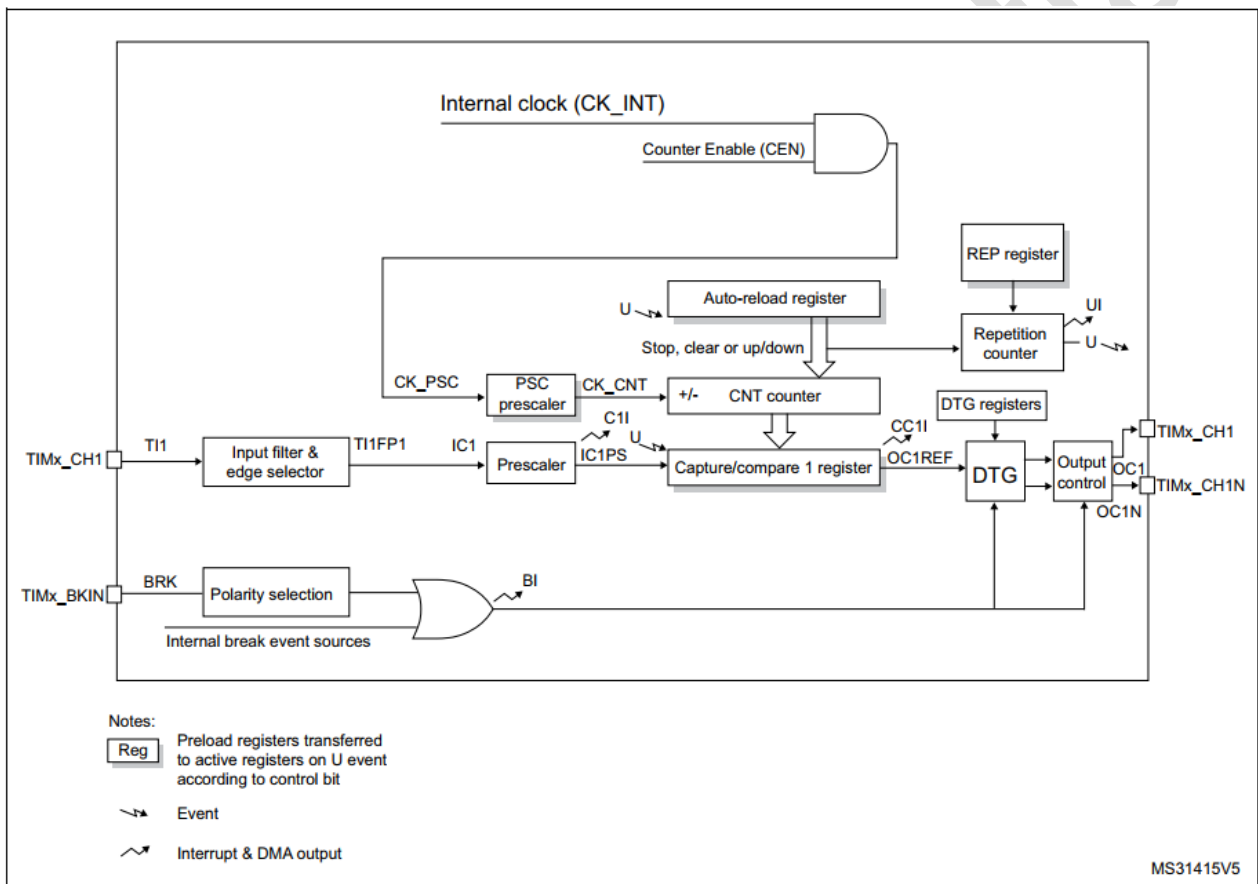 Internal clock (CK_INT)
Counter Enable (CEN)
REP register
Auto-reload register
U
UI
Stop, clear or up/down
Repetition
counter
U
CK_PSC
PSC
prescaler
CK_CNT
+/-
CNT counter
DTG registers
TIMx_CH1
TI1
Input filter &
edge selector
TI1FP1
IC1
Prescaler
C1I
IC1PS
U
Capture/compare 1 register
CC1I
OC1REF
DTG
Output
control
OC1
TIMx_CH1
TIMx_CH1N
OC1N
TIMx_BKIN
BRK
Polarity selection
BI
Internal break event sources
Notes:
Reg
Preload registers transferred
to active registers on U event
according to control bit
Event
Interrupt & DMA output
MS31415V5